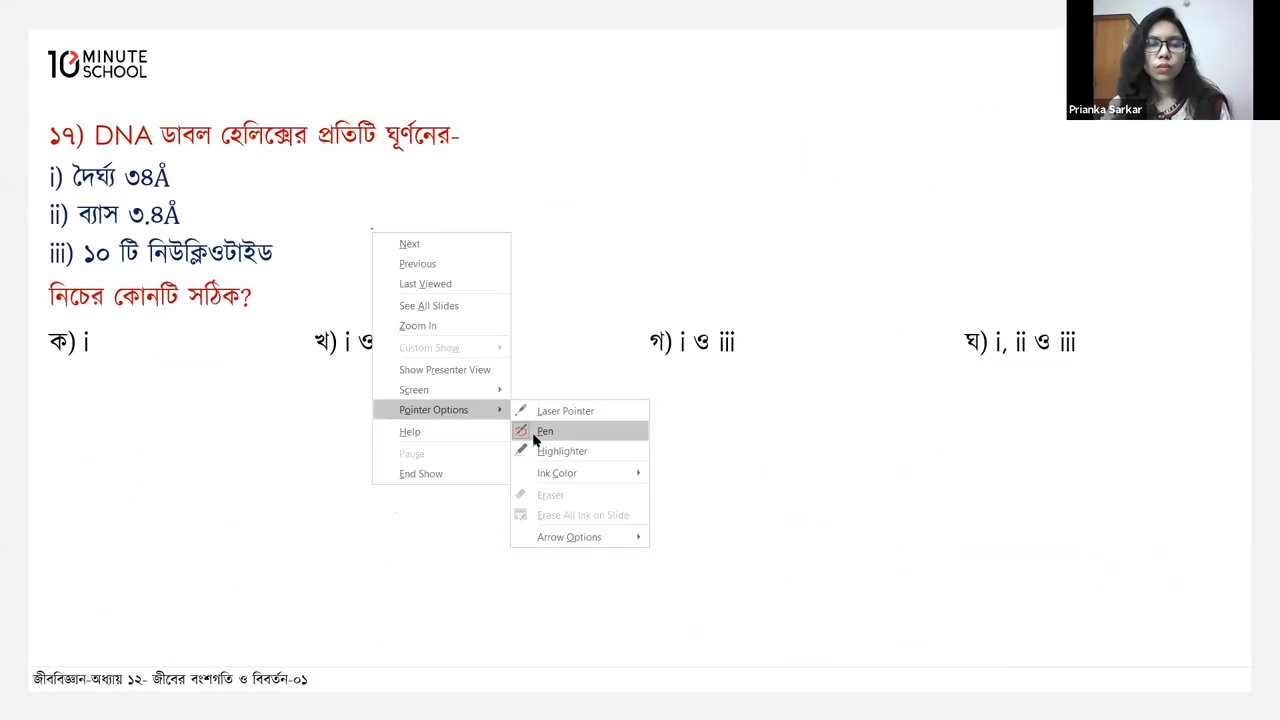 10 MINUTE SCHOOL
Prianka Sarkar
১৭) DNA ডাবল হেলিক্সের প্রতিটি ঘূর্ণনের-
i) দৈর্ঘ্য ৩৪Å
ii) ব্যাস ৩.৪Å
iii) ১০ টি নিউক্লিওটাইড
নিচের কোনটি সঠিক?
ক) i
খ) i ও
গ) i ও iii
ঘ) i, ii ও iii
Next
Previous
Last Viewed
See All Slides
Zoom In
Custom Show
Show Presenter View
Screen
Pointer Options
Help
Pause
End Show
Laser Pointer
Pen
Highlighter
Ink Color
Eraser
Erase All Ink on Slide
Arrow Options
জীববিজ্ঞান-অধ্যায় ১২- জীবের বংশগতি ও বিবর্তন-০১